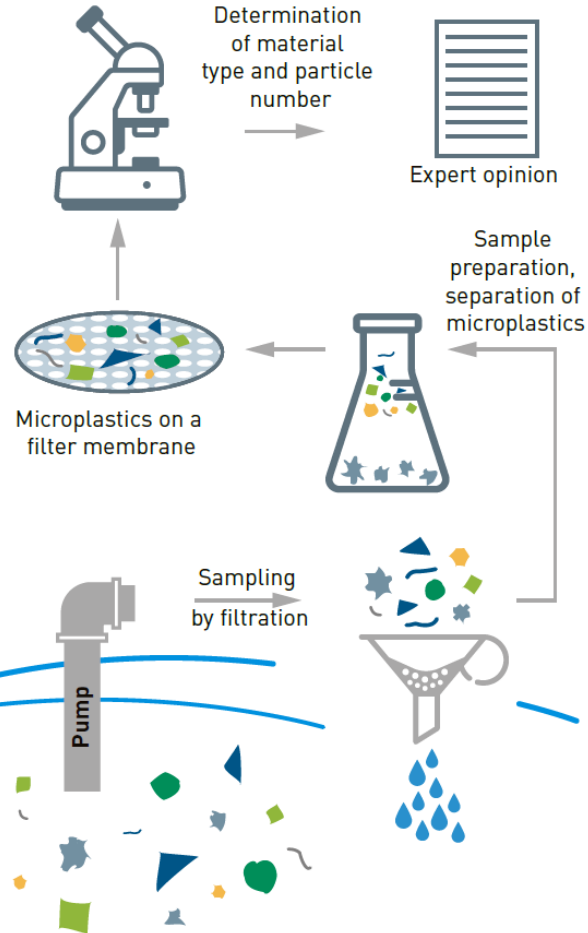 Determination
of material
type and particle
number
Expert opinion
Sample
preparation,
separation of
microplastics
Microplastics on a
filter membrane
Sampling
by filtration
Pump